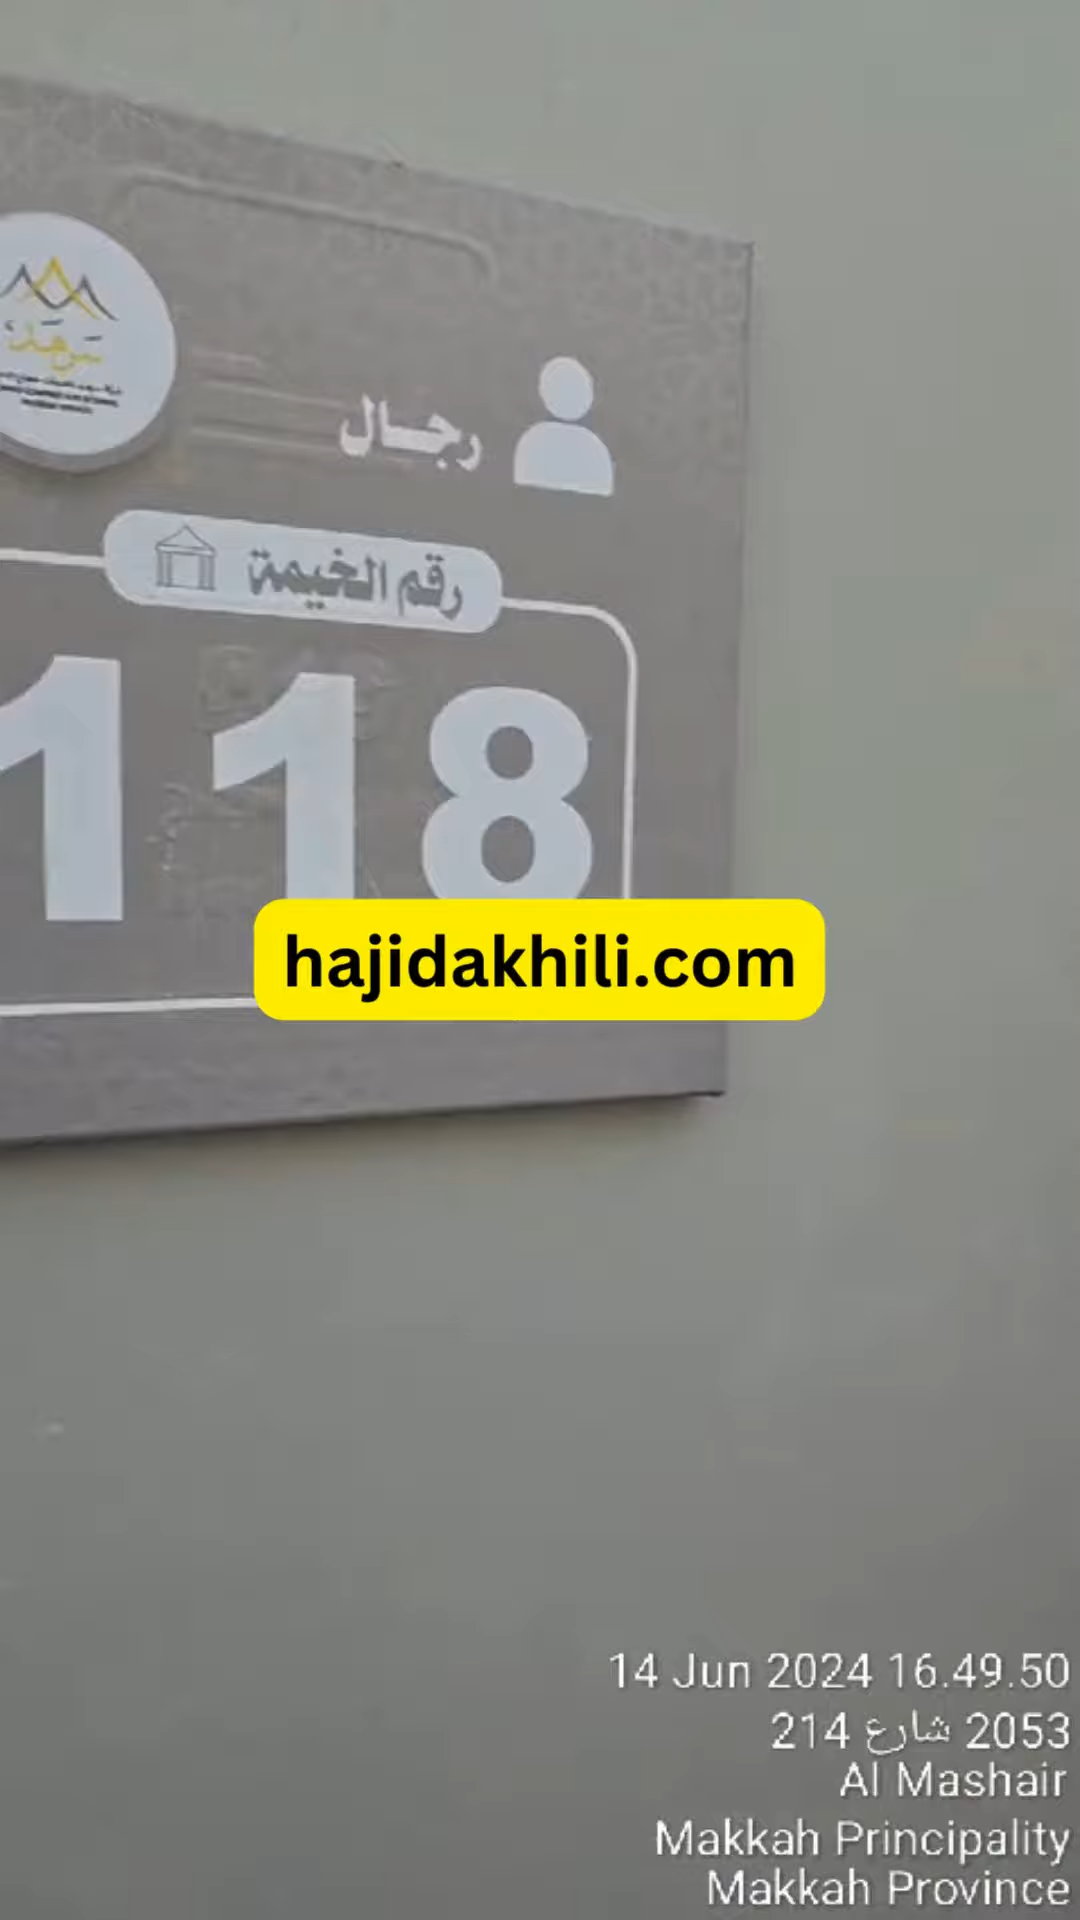 سرهد
رجال
رقم الخيمة
118
hajidakhili.com
14 Jun 2024 16.49.50
2053 شارع 214
Al Mashair
Makkah Principality
Makkah Province